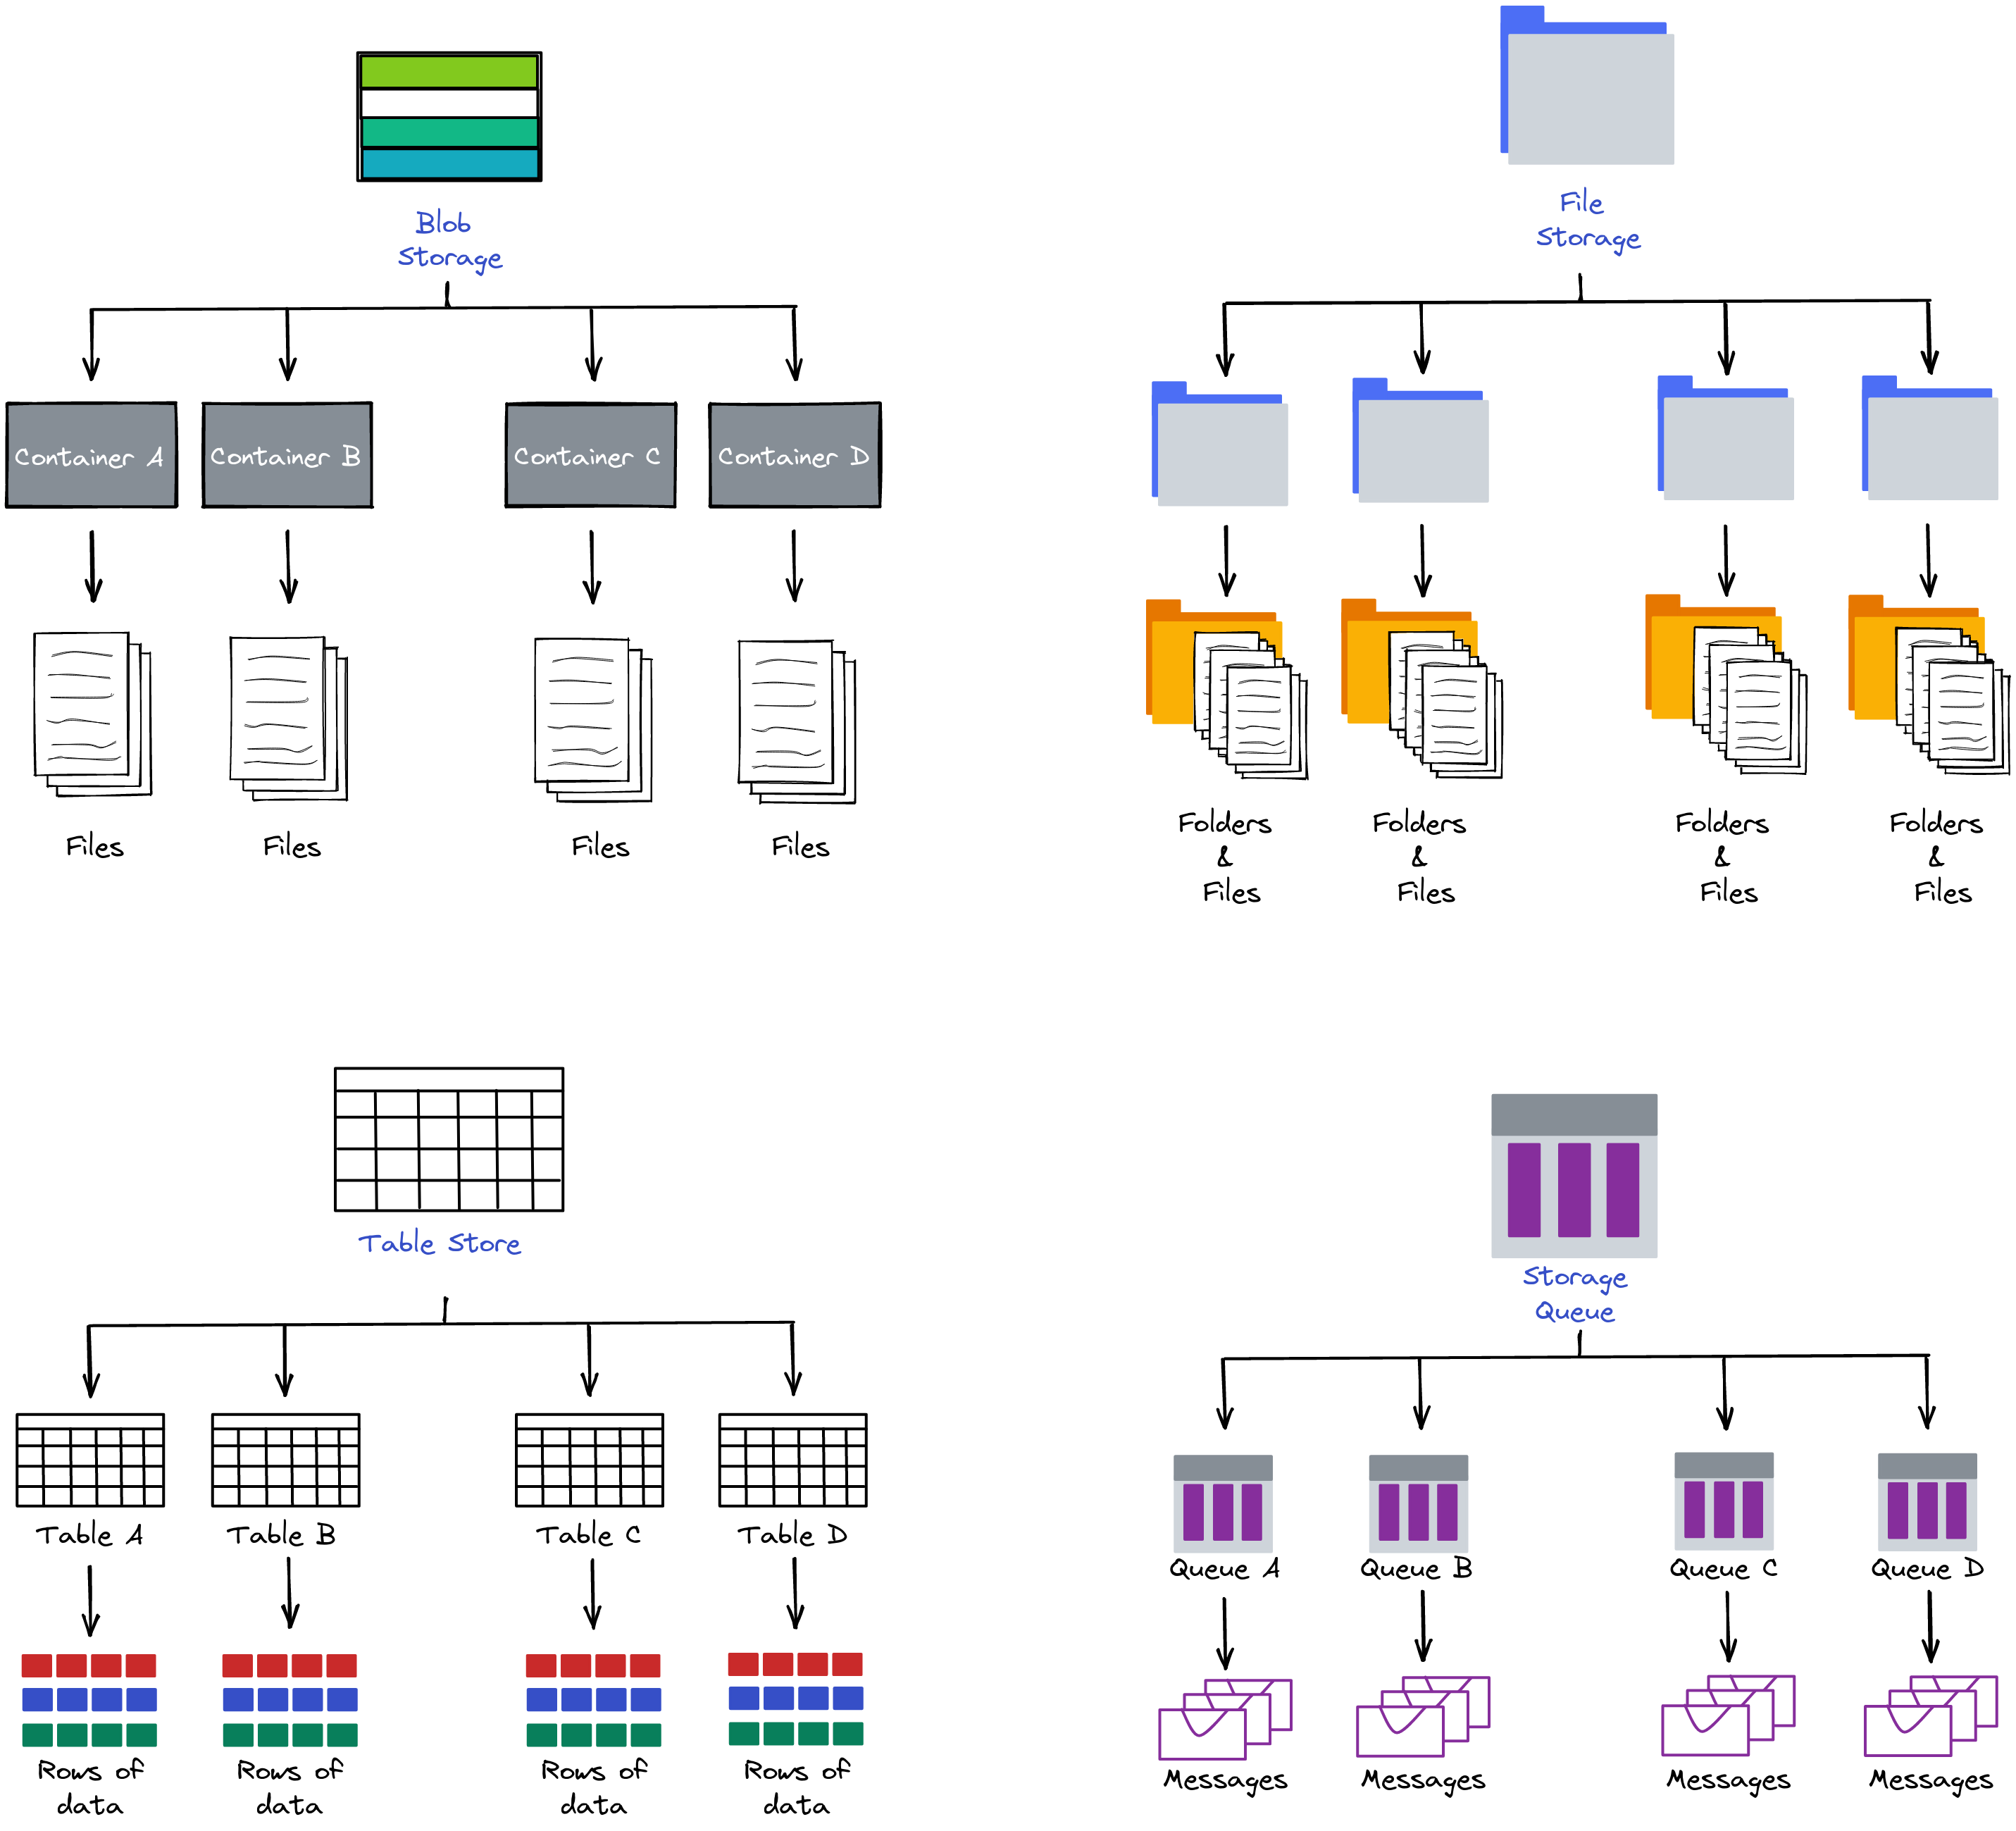 Blob
Storage
Container A
Container B
Container C
Container D
Files
Files
Files
Files
File
Storage
Folders
&
Files
Folders
&
Files
Folders
&
Files
Folders
&
Files
Table Store
Table A
Table B
Table C
Table D
Rows of
data
Rows of
data
Rows of
data
Rows of
data
Storage
Queue
Queue A
Queue B
Queue C
Queue D
Messages
Messages
Messages
Messages